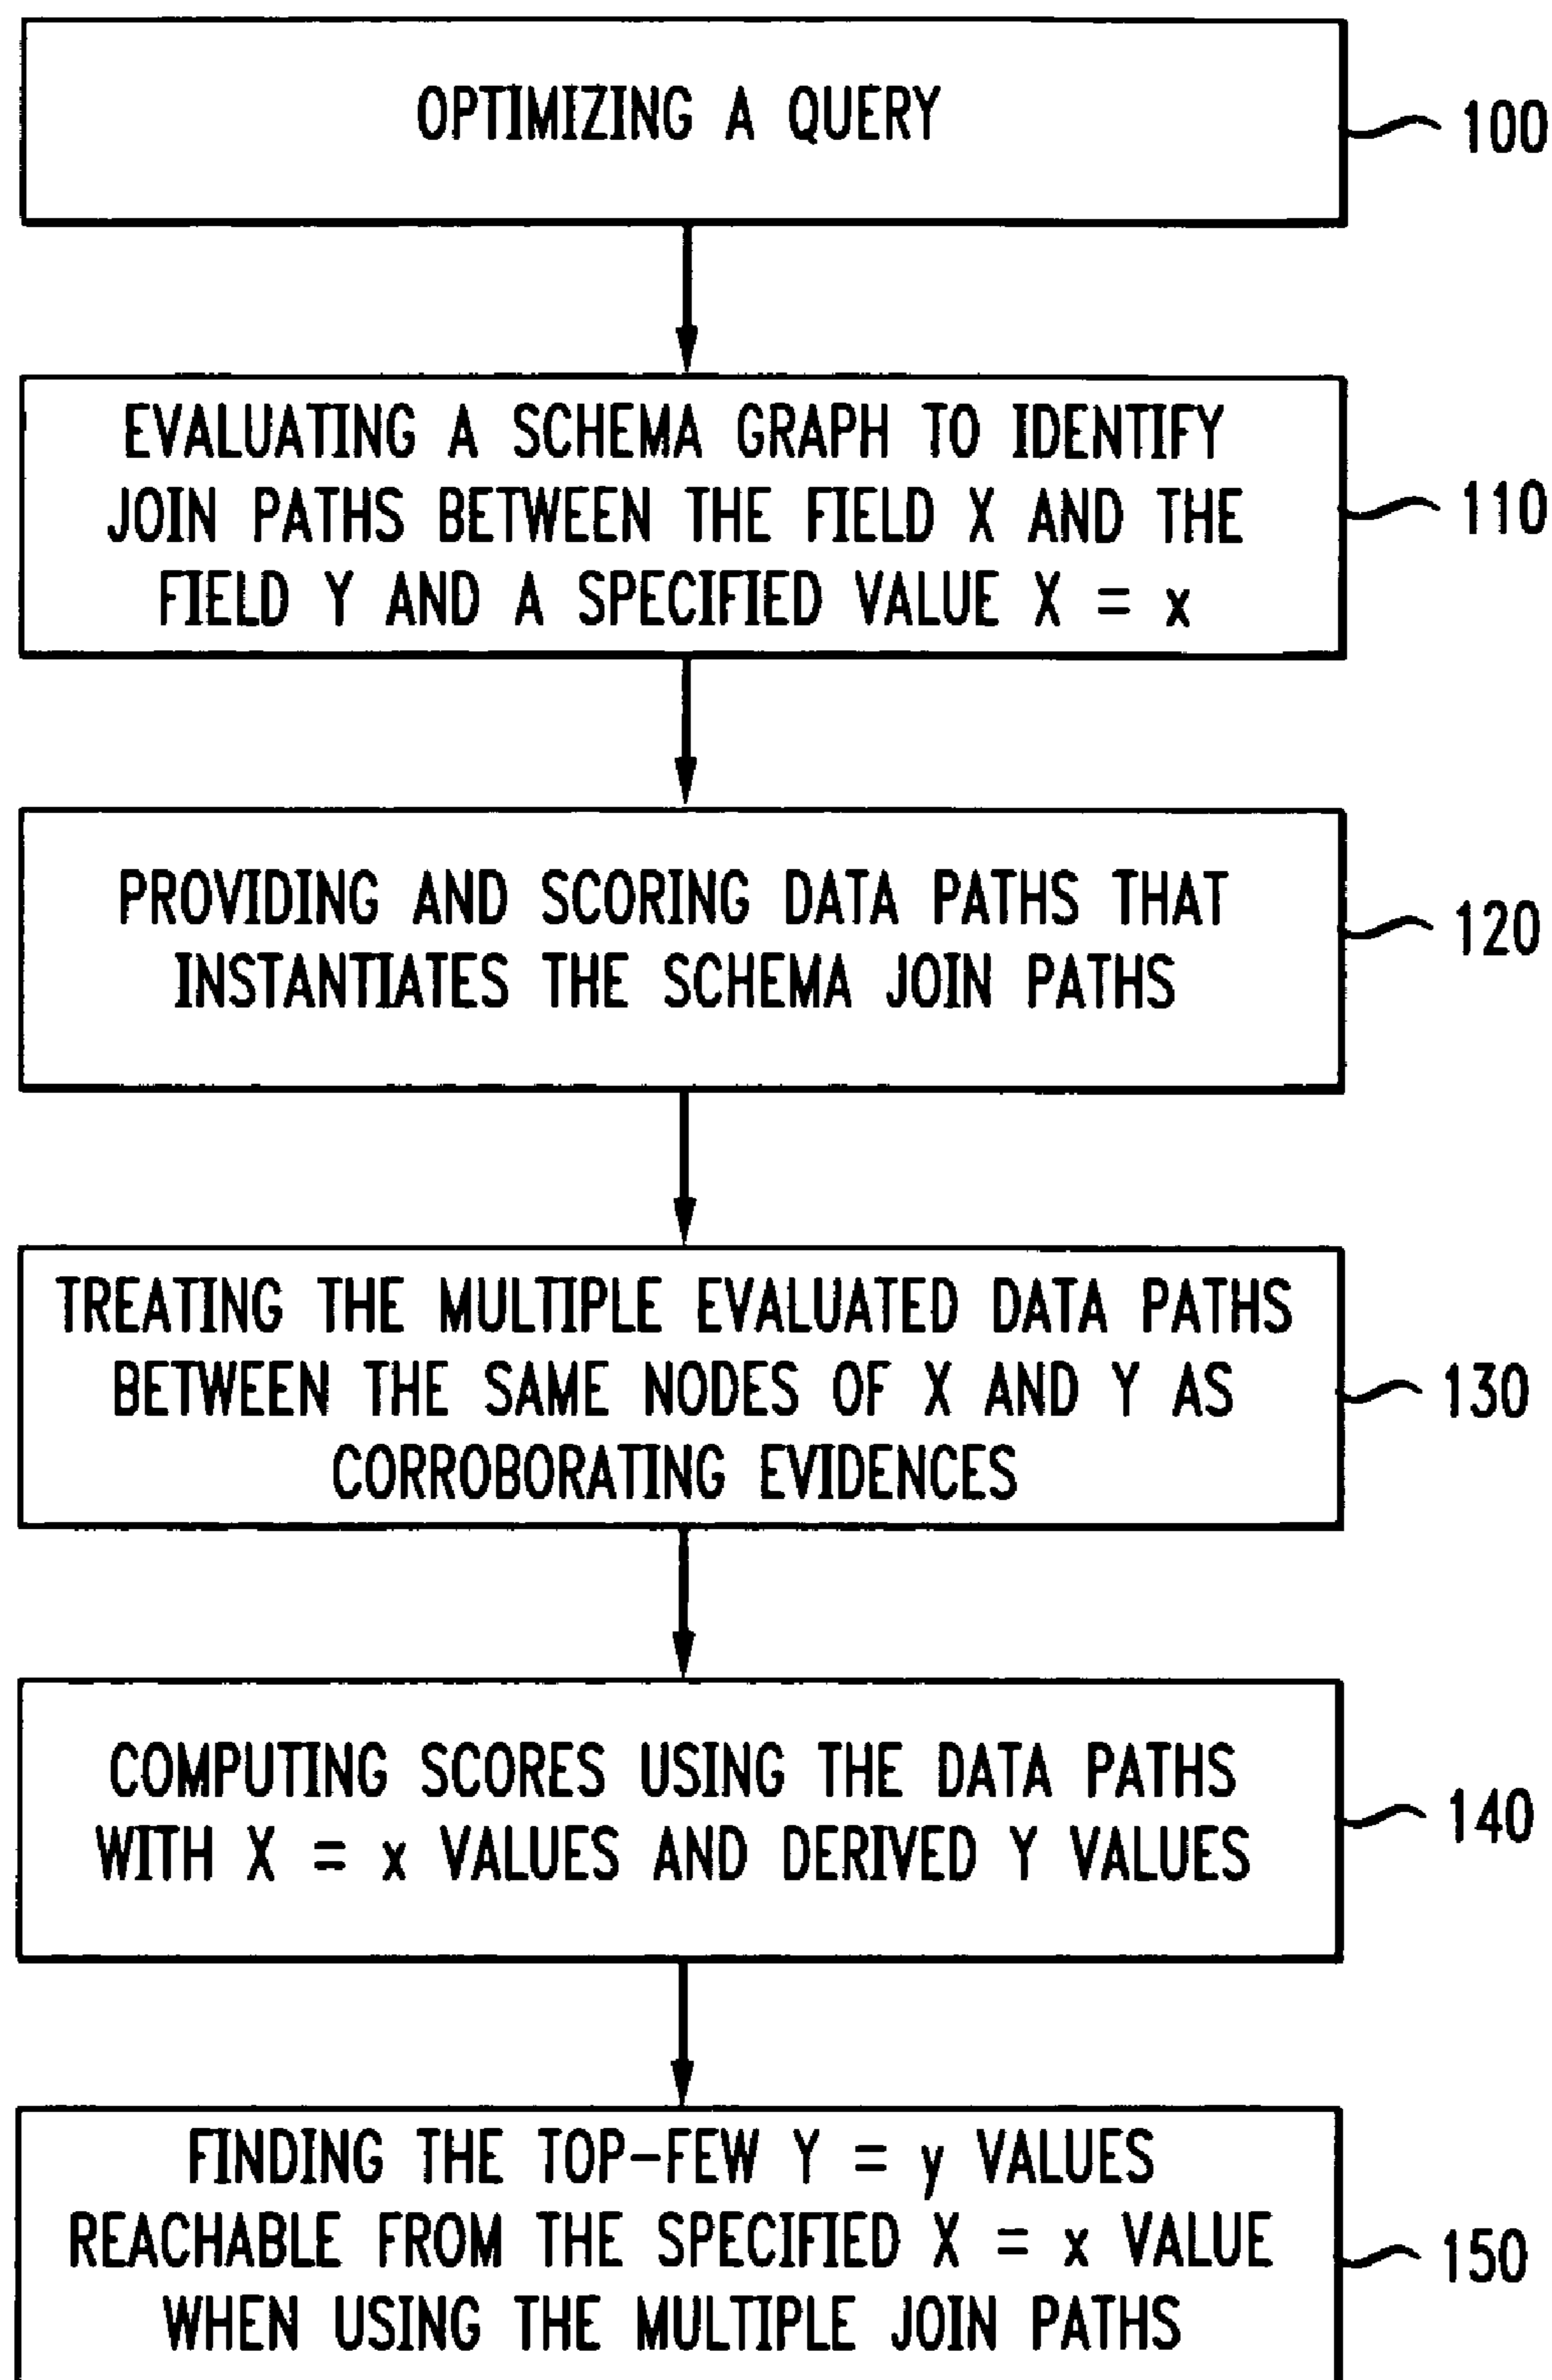 OPTIMIZING A QUERY
100
EVALUATING A SCHEMA GRAPH TO IDENTIFY
JOIN PATHS BETWEEN THE FIELD X AND THE
FIELD Y AND A SPECIFIED VALUE X = x
110
PROVIDING AND SCORING DATA PATHS THAT
INSTANTIATES THE SCHEMA JOIN PATHS
120
TREATING THE MULTIPLE EVALUATED DATA PATHS
BETWEEN THE SAME NODES OF X AND Y AS
CORROBORATING EVIDENCES
130
COMPUTING SCORES USING THE DATA PATHS
WITH X = x VALUES AND DERIVED Y VALUES
140
FINDING THE TOP-FEW Y = y VALUES
REACHABLE FROM THE SPECIFIED X = x VALUE
WHEN USING THE MULTIPLE JOIN PATHS
150